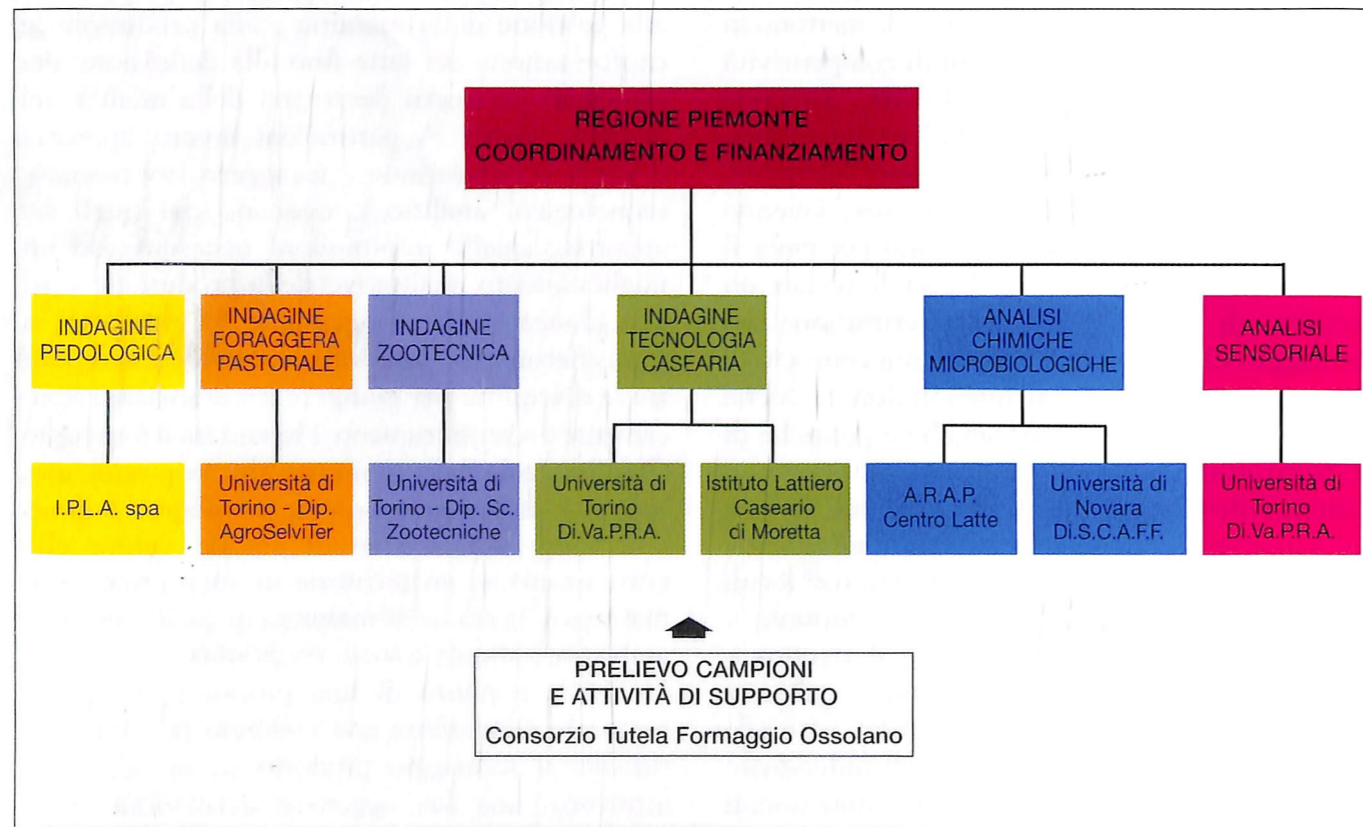 REGIONE PIEMONTE
COORDINAMENTO E FINANZIAMENTO
INDAGINE
PEDOLOGICA
INDAGINE
FORAGGERA
PASTORALE
INDAGINE
ZOOTECNICA
INDAGINE
TECNOLOGIA
CASEARIA
ANALISI
CHIMICHE
MICROBIOLOGICHE
ANALISI
SENSORIALE
I.P.L.A. spa
Università di
Torino - Dip.
AgroSelviTer
Università di
Torino - Dip. Sc.
Zootecniche
Università di
Torino
Di.Va.P.R.A.
Istituto Lattiero
Caseario
di Moretta
A.R.A.P.
Centro Latte
Università di
Novara
Di.S.C.A.F.F.
Università di
Torino
Di.Va.P.R.A.
PRELIEVO CAMPIONI
E ATTIVITÀ DI SUPPORTO
Consorzio Tutela Formaggio Ossolano